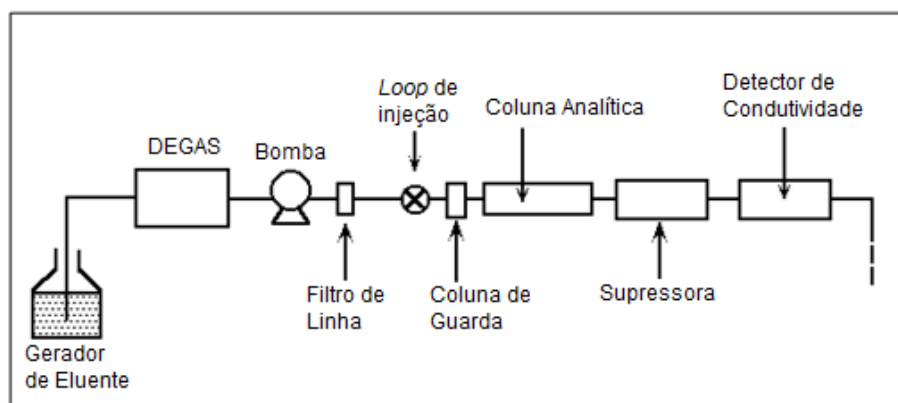 DEGAS
Bomba
Loop de
injeção
Coluna Analítica
Detector de
Condutividade
Filtro de
Linha
Coluna de
Guarda
Supressora
Gerador
de Eluente